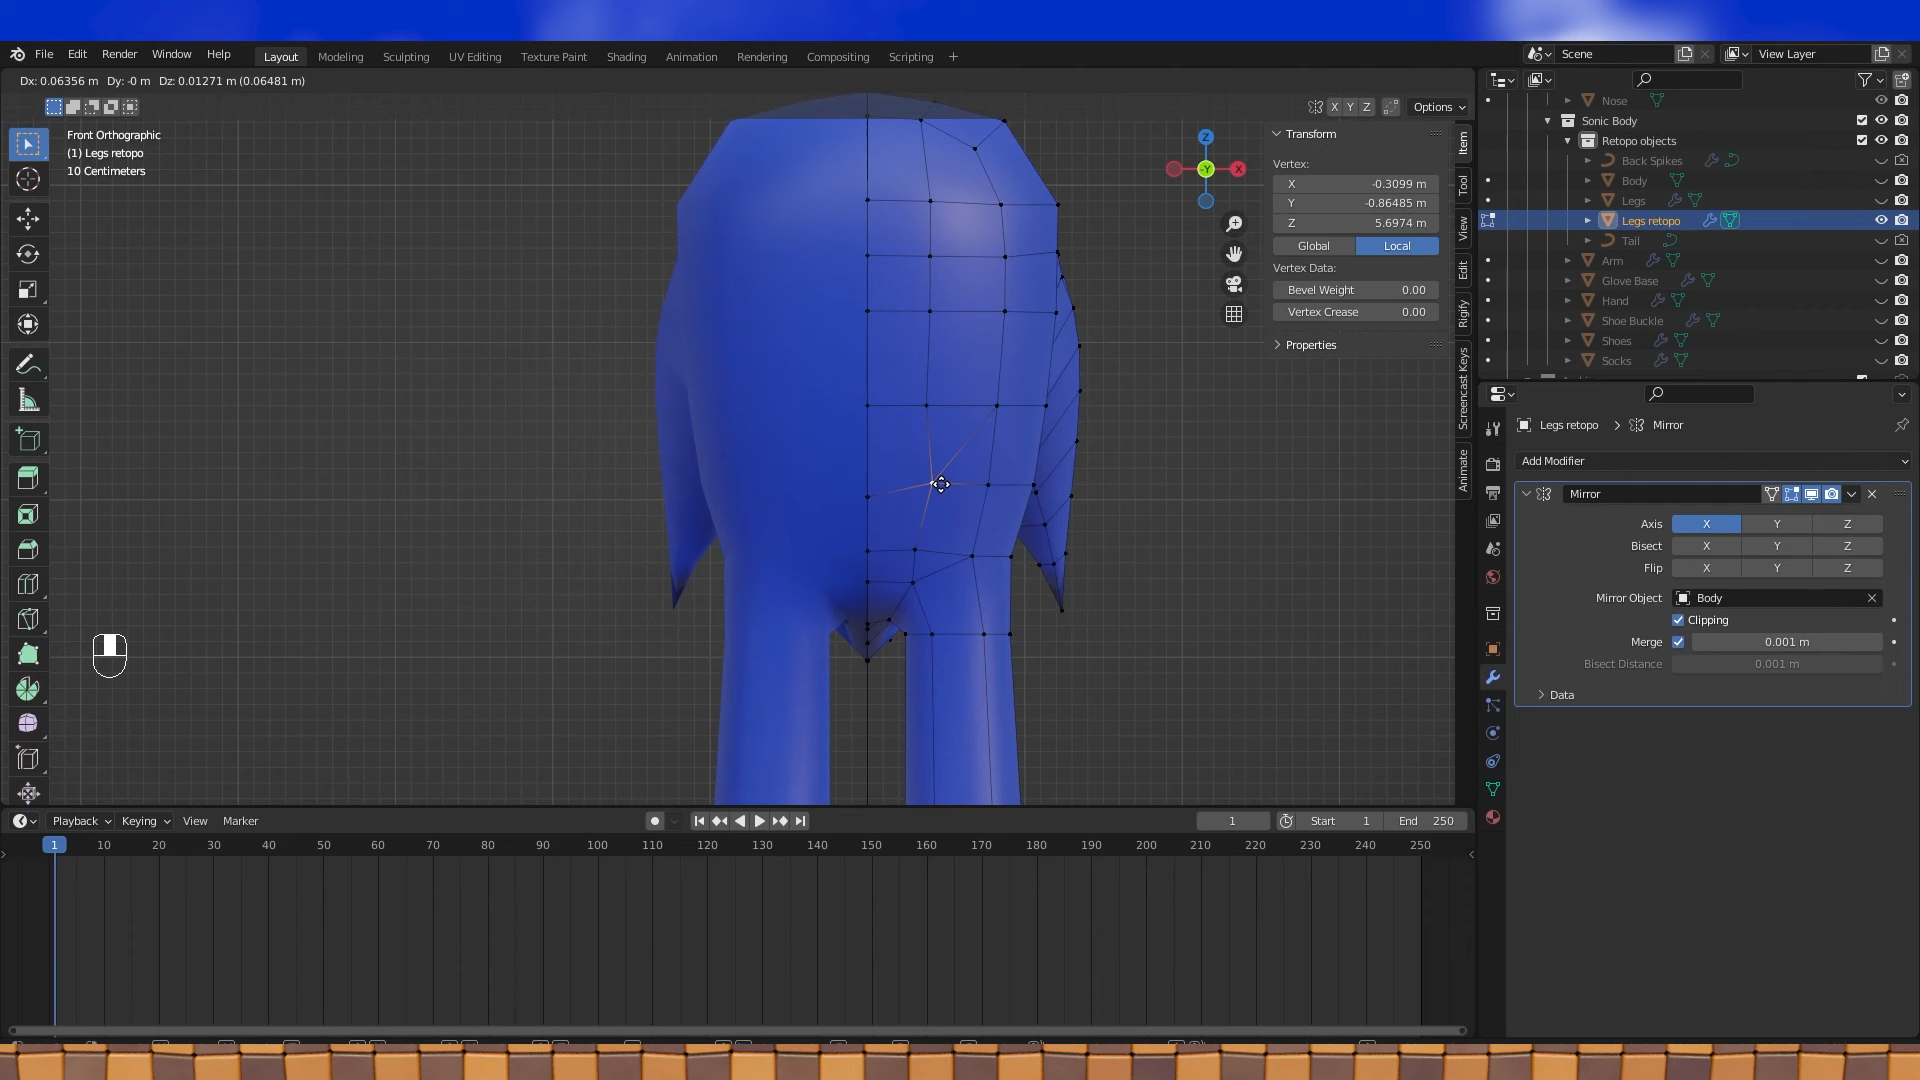 File Edit Render Window Help Layout Modeling Sculpting UV Editing Texture Paint Shading Animation Rendering Compositing Scripting + Scene View Layer
Dx: 0.06356 m Dy: -0 m Dz: 0.01271 m (0.06481 m)
X Y Z Options
Front Orthographic
(1) Legs retopo
10 Centimeters
Z
-Y X
Transform
Vertex:
X -0.3099 m
Y -0.86485 m
Z 5.6974 m
Global Local
Vertex Data:
Bevel Weight 0.00
Vertex Crease 0.00
Properties
Item
Tool
View
Edit
Rigify
Screencast Keys
Animate
Nose
Sonic Body
Retopo objects
Back Spikes
Body
Legs
Legs retopo
Tail
Arm
Glove Base
Hand
Shoe Buckle
Shoes
Socks
Legs retopo > Mirror
Add Modifier
Mirror
Axis X Y Z
Bisect X Y Z
Flip X Y Z
Mirror Object Body
Clipping
Merge 0.001 m
Bisect Distance 0.001 m
Data
Playback Keying View Marker 1 Start 1 End 250
1 10 20 30 40 50 60 70 80 90 100 110 120 130 140 150 160 170 180 190 200 210 220 230 240 250